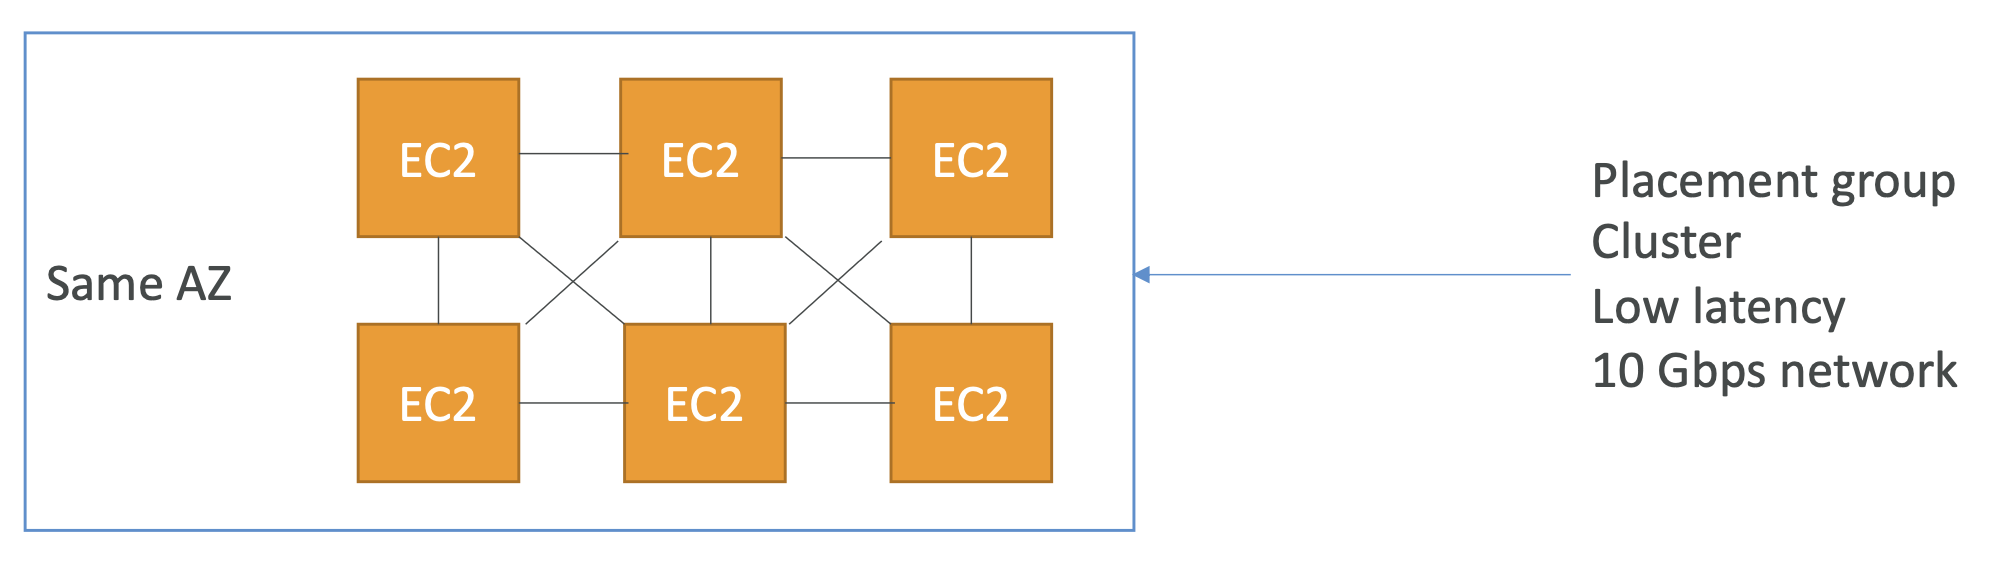 EC2 EC2 EC2
Same AZ
EC2 EC2 EC2
Placement group
Cluster
Low latency
10 Gbps network